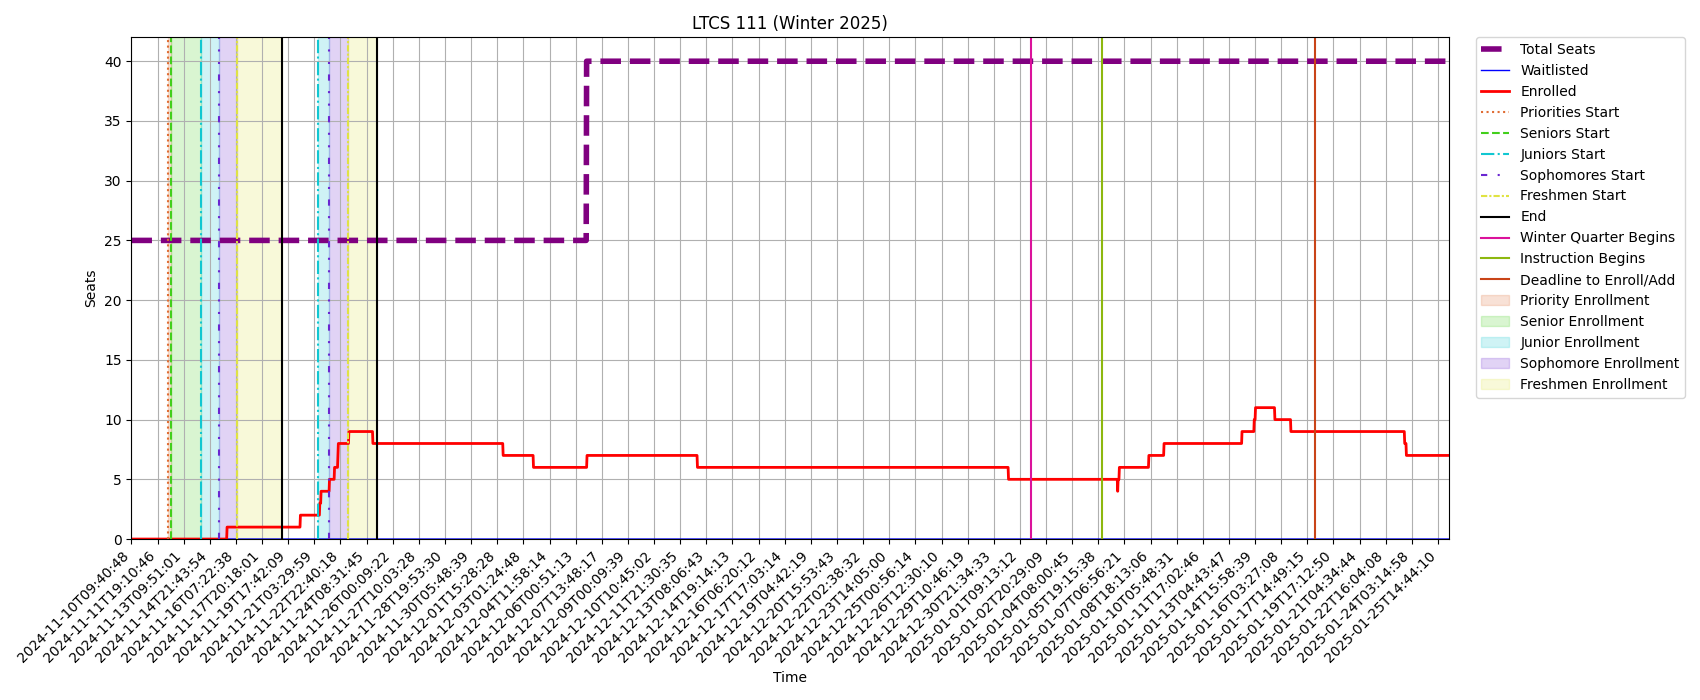 LTCS 111 (Winter 2025)
Seats
40
35
30
25
20
15
10
5
0
2024-11-10T09:40:48
2024-11-11T19:10:46
2024-11-13T09:51:01
2024-11-14T21:43:54
2024-11-16T07:22:38
2024-11-17T20:18:01
2024-11-19T17:42:09
2024-11-21T03:29:59
2024-11-22T22:40:18
2024-11-24T08:31:45
2024-11-26T00:09:22
2024-11-27T10:03:28
2024-11-28T19:53:30
2024-11-30T05:48:39
2024-12-01T15:28:28
2024-12-03T01:24:48
2024-12-04T11:58:14
2024-12-06T00:51:13
2024-12-07T13:48:17
2024-12-09T00:09:39
2024-12-10T10:45:02
2024-12-11T21:30:35
2024-12-13T08:06:43
2024-12-14T19:14:13
2024-12-16T06:20:12
2024-12-17T17:03:14
2024-12-19T04:42:19
2024-12-20T15:53:43
2024-12-22T02:38:32
2024-12-23T14:05:00
2024-12-25T00:56:14
2024-12-26T12:30:10
2024-12-29T10:46:19
2024-12-30T21:34:33
2025-01-01T09:13:12
2025-01-02T20:29:09
2025-01-04T08:00:45
2025-01-05T19:15:38
2025-01-07T06:56:21
2025-01-08T18:13:06
2025-01-10T05:48:31
2025-01-11T17:02:46
2025-01-13T04:43:47
2025-01-14T15:58:39
2025-01-16T03:27:08
2025-01-17T14:49:15
2025-01-19T17:12:50
2025-01-21T04:34:44
2025-01-22T16:04:08
2025-01-24T03:14:58
2025-01-25T14:44:10
Time
Total Seats
Waitlisted
Enrolled
Priorities Start
Seniors Start
Juniors Start
Sophomores Start
Freshmen Start
End
Winter Quarter Begins
Instruction Begins
Deadline to Enroll/Add
Priority Enrollment
Senior Enrollment
Junior Enrollment
Sophomore Enrollment
Freshmen Enrollment